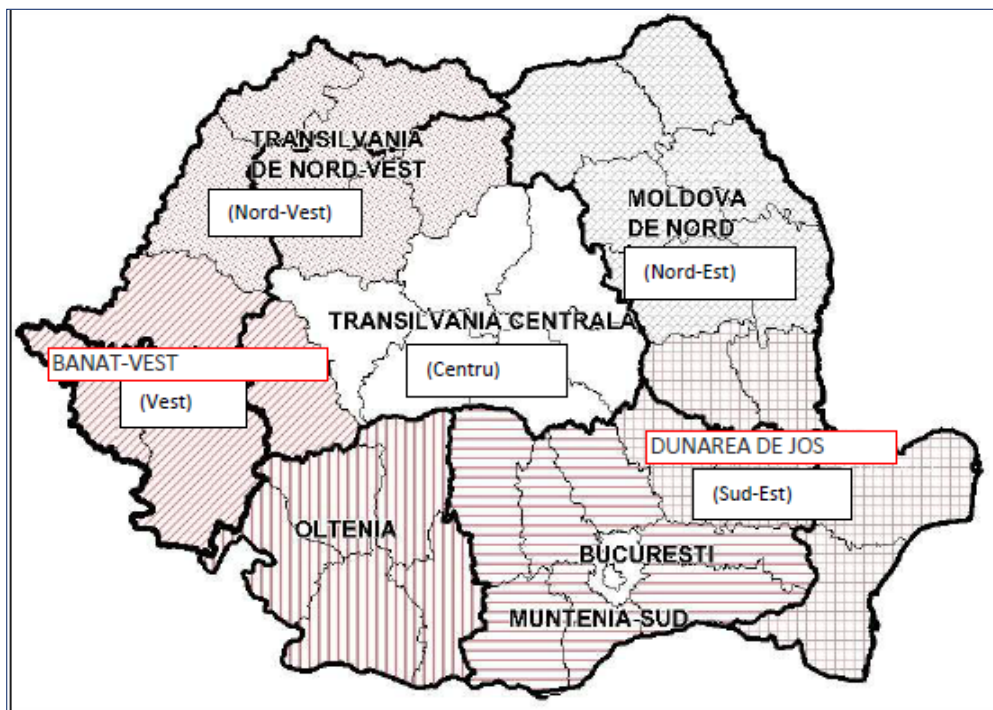 TRANSILVANIA
DE NORD-VEST
(Nord-Vest)
MOLDOVA
DE NORD
(Nord-Est)
TRANSILVANIA CENTRALA
(Centru)
BANAT-VEST
(Vest)
DUNAREA DE JOS
(Sud-Est)
OLTENIA
BUCURESTI
MUNTENIA-SUD